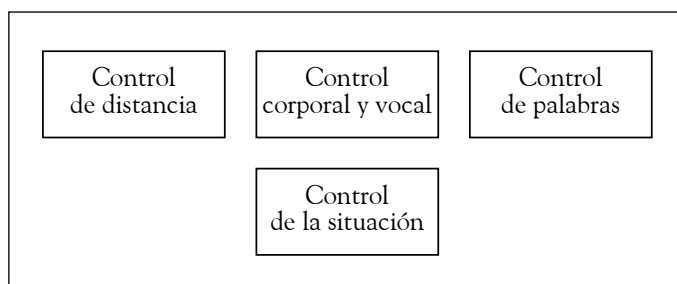 Control
de distancia
Control
corporal y vocal
Control
de palabras
Control
de la situación